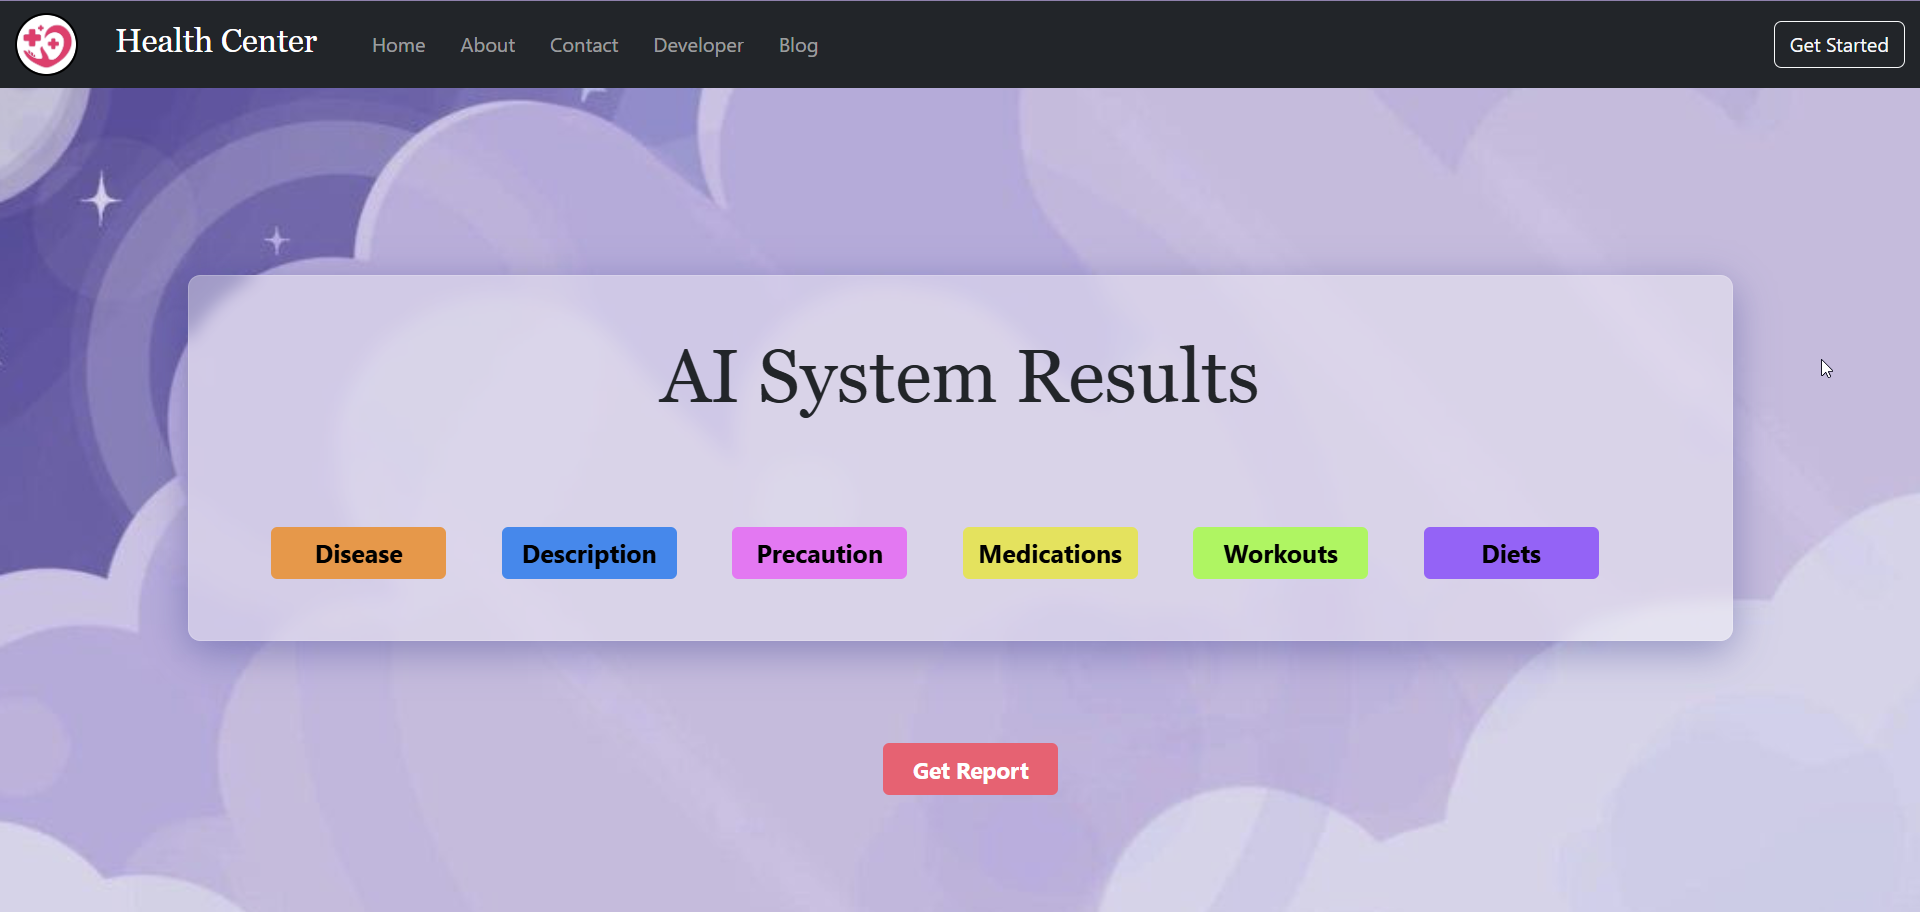 Health Center
Home About Contact Developer Blog
Get Started
AI System Results
Disease Description Precaution Medications Workouts Diets
Get Report